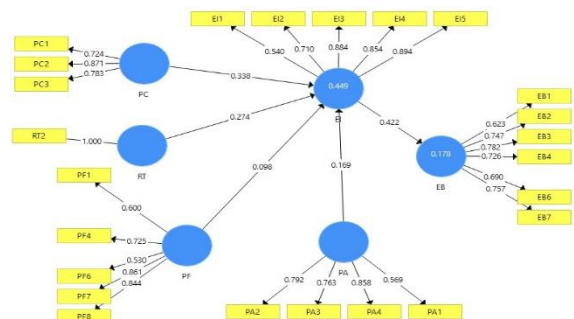 EI1 EI2 EI3 EI4 EI5
0.540 0.710 0.884 0.854 0.894
PC1
PC2
PC3
0.724
0.871
0.783
PC
0.338
0.449
EI
RT2
1.000
RT
0.274
0.422
0.178
EB
EB1
EB2
EB3
EB4
EB6
EB7
0.623
0.747
0.782
0.726
0.690
0.757
0.098
0.169
PF1
PF4
PF6
PF7
PF8
0.600
0.725
0.530
0.861
0.844
PF
PA
0.792 0.763 0.858 0.569
PA2 PA3 PA4 PA1